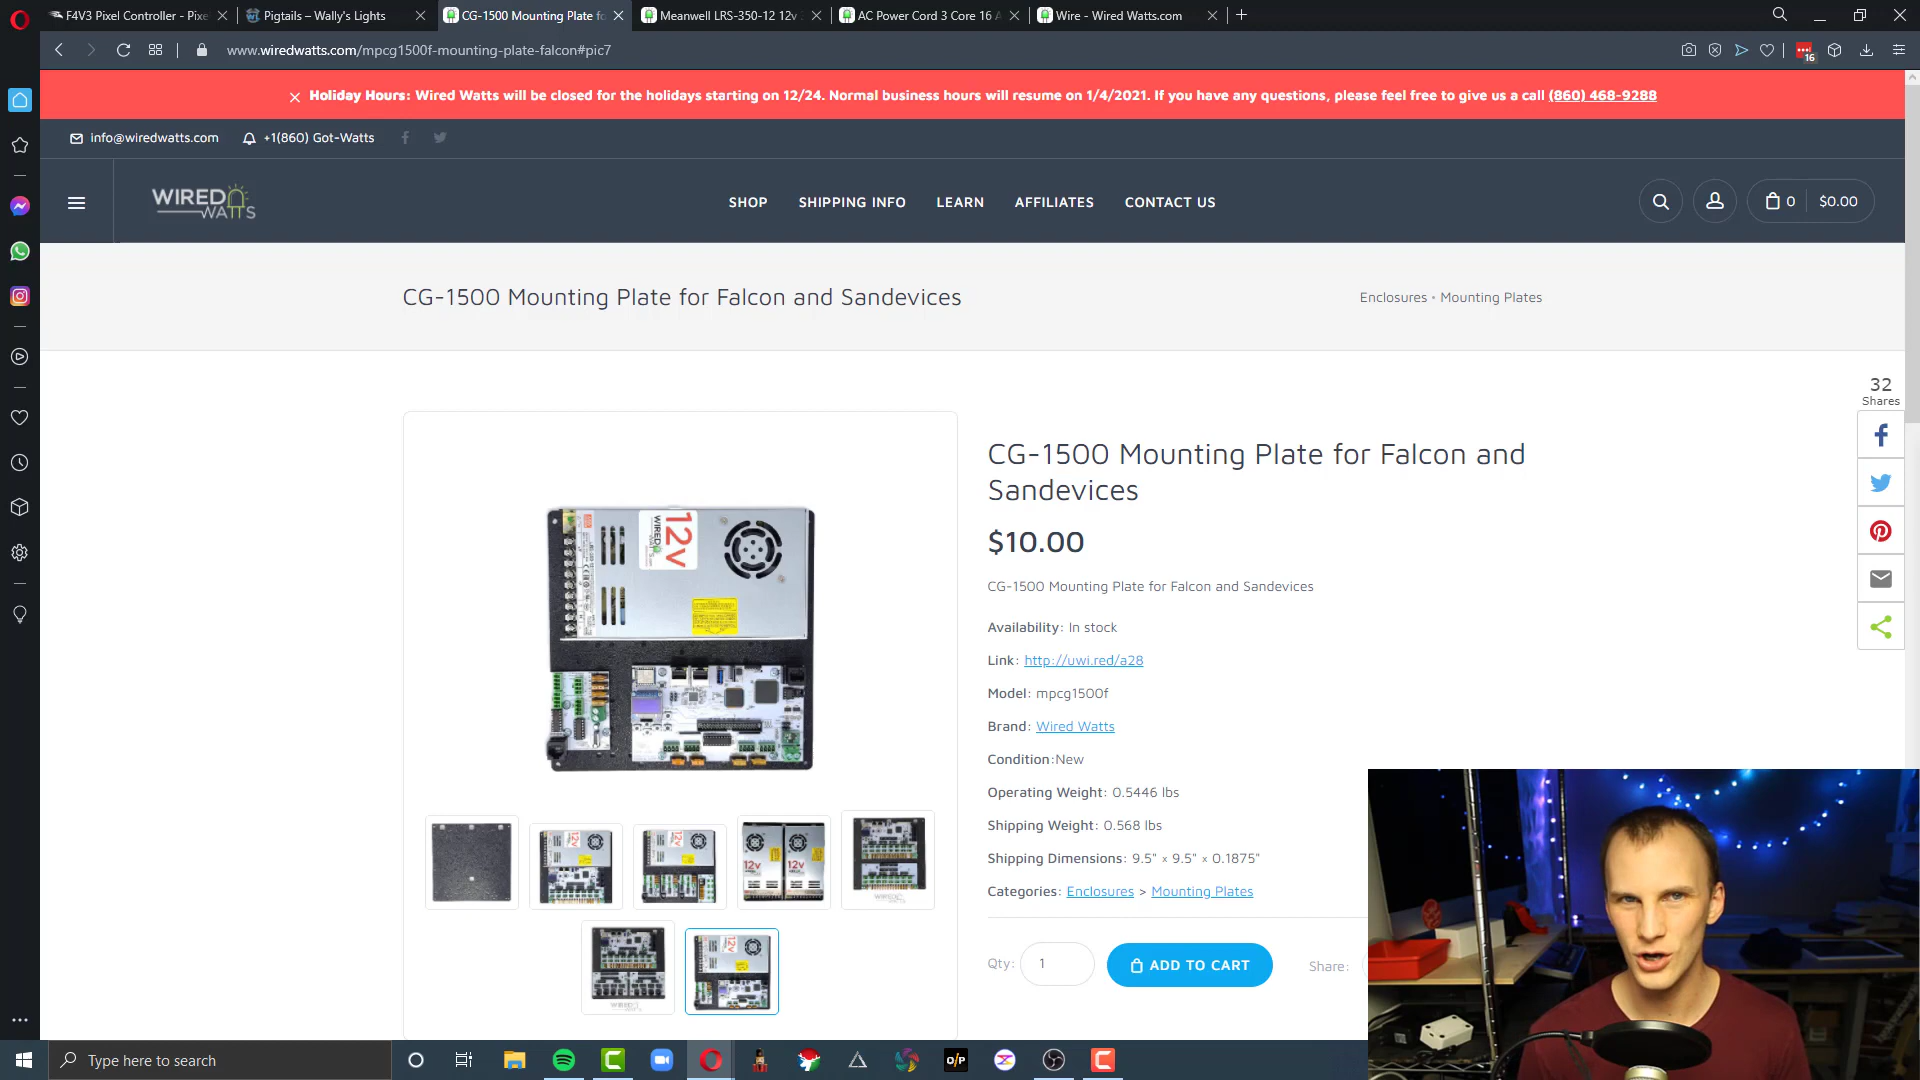 F4V3 Pixel Controller - Pixe
Pigtails – Wally's Lights
CG-1500 Mounting Plate fo
Meanwell LRS-350-12 12v
AC Power Cord 3 Core 16 A
Wire - Wired Watts.com
www.wiredwatts.com/mpcg1500f-mounting-plate-falcon#pic7
16
Holiday Hours: Wired Watts will be closed for the holidays starting on 12/24. Normal business hours will resume on 1/4/2021. If you have any questions, please feel free to give us a call (860) 468-9288
info@wiredwatts.com
+1(860) Got-Watts
WIRED
WATTS
SHOP
SHIPPING INFO
LEARN
AFFILIATES
CONTACT US
0
$0.00
CG-1500 Mounting Plate for Falcon and Sandevices
Enclosures • Mounting Plates
32
Shares
12v
WIRED
CG-1500 Mounting Plate for Falcon and
Sandevices
$10.00
CG-1500 Mounting Plate for Falcon and Sandevices
Availability: In stock
Link: http://uwi.red/a28
Model: mpcg1500f
Brand: Wired Watts
Condition:New
Operating Weight: 0.5446 lbs
Shipping Weight: 0.568 lbs
Shipping Dimensions: 9.5" × 9.5" × 0.1875"
Categories: Enclosures > Mounting Plates
Qty: 1
ADD TO CART
Share:
Type here to search
O/P